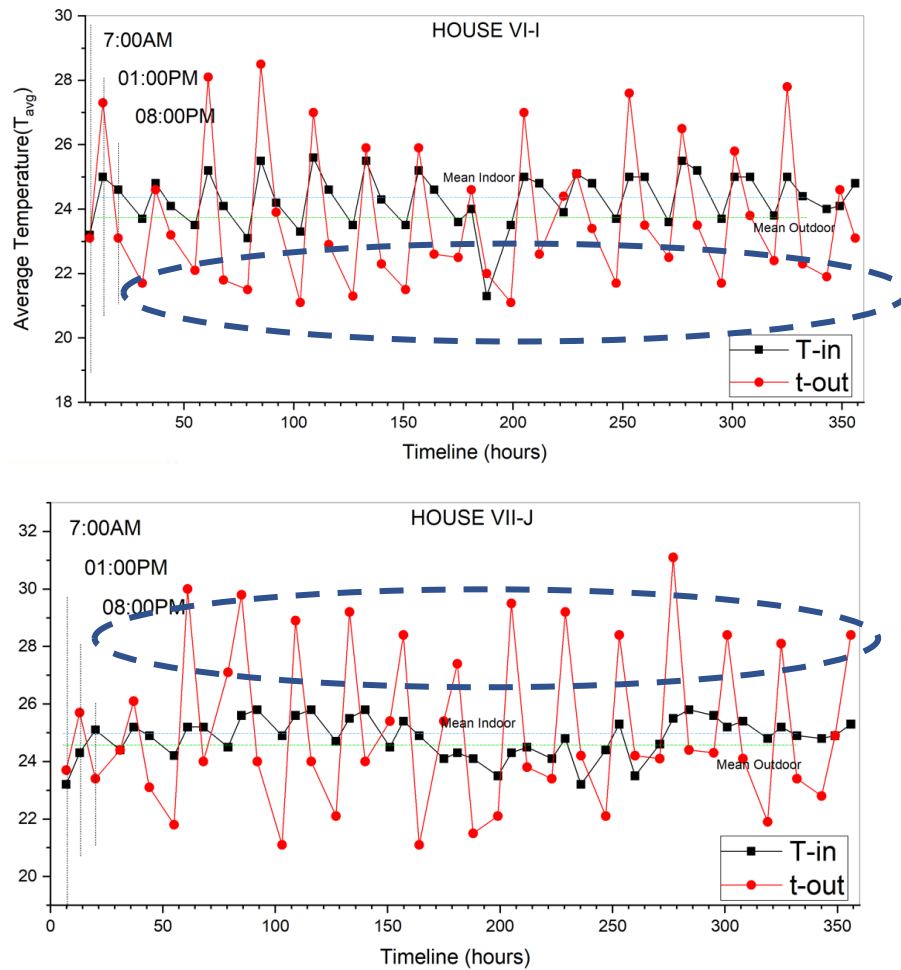 HOUSE VI-I
7:00AM
01:00PM
08:00PM
Average Temperature(Tavg)
30
28
26
24
22
20
18
Mean Indoor
Mean Outdoor
T-in
t-out
50 100 150 200 250 300 350
Timeline (hours)
HOUSE VII-J
7:00AM
01:00PM
08:00PM
32
30
28
26
24
22
20
Mean Indoor
Mean Outdoor
T-in
t-out
0 50 100 150 200 250 300 350
Timeline (hours)